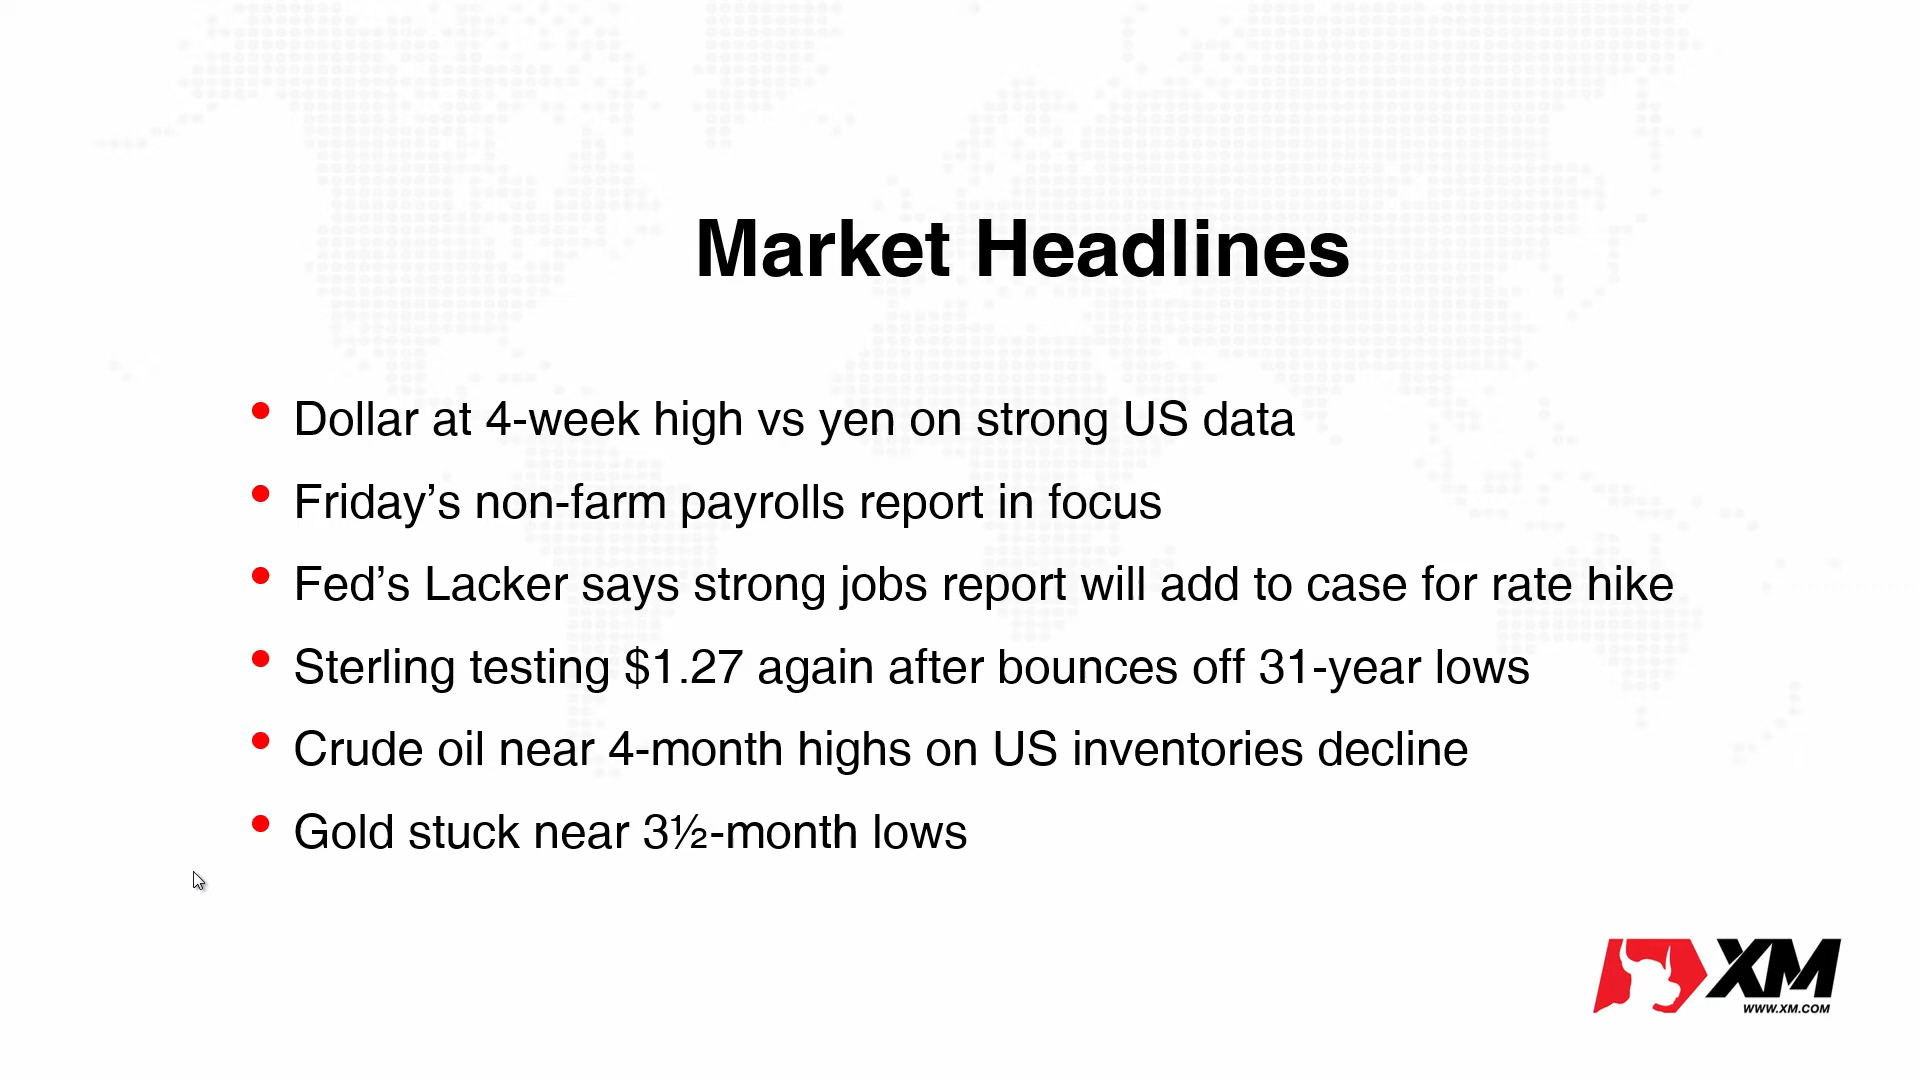 Market Headlines
• Dollar at 4-week high vs yen on strong US data
• Friday’s non-farm payrolls report in focus
• Fed’s Lacker says strong jobs report will add to case for rate hike
• Sterling testing $1.27 again after bounces off 31-year lows
• Crude oil near 4-month highs on US inventories decline
• Gold stuck near 3½-month lows
XM
WWW.XM.COM